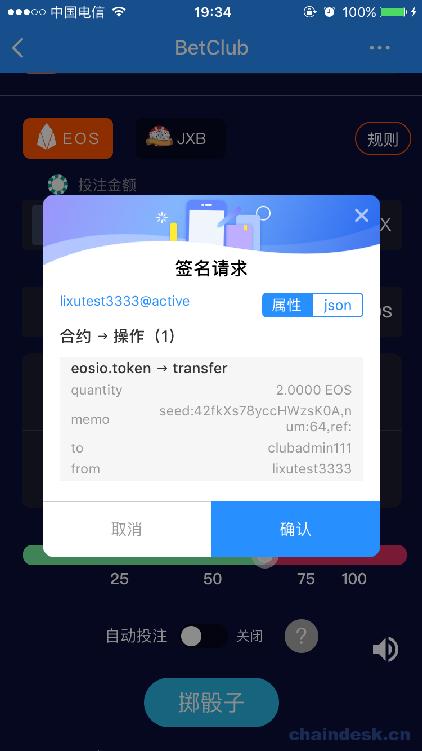 中国电信 19:34 100%
BetClub
EOS JXB 规则
投注金额
X
签名请求
lixutest3333@active 属性 json
合约 → 操作（1）
eosio.token → transfer
quantity 2.0000 EOS
memo seed:42fkXs78yccHWzsK0A,n
um:64,ref:
to clubadmin111
from lixutest3333
取消 确认
25 50 75 100
自动投注 关闭 ?
掷骰子
chaindesk.cn